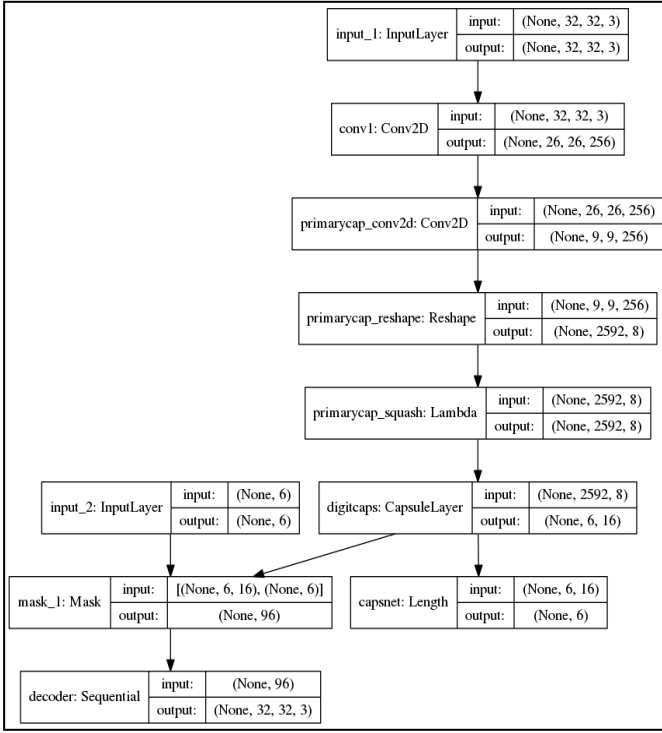 input_1: InputLayer input: (None, 32, 32, 3)
output: (None, 32, 32, 3)
conv1: Conv2D input: (None, 32, 32, 3)
output: (None, 26, 26, 256)
primarycap_conv2d: Conv2D input: (None, 26, 26, 256)
output: (None, 9, 9, 256)
primarycap_reshape: Reshape input: (None, 9, 9, 256)
output: (None, 2592, 8)
primarycap_squash: Lambda input: (None, 2592, 8)
output: (None, 2592, 8)
input_2: InputLayer input: (None, 6)
output: (None, 6)
digitcaps: CapsuleLayer input: (None, 2592, 8)
output: (None, 6, 16)
mask_1: Mask input: [(None, 6, 16), (None, 6)]
output: (None, 96)
capsnet: Length input: (None, 6, 16)
output: (None, 6)
decoder: Sequential input: (None, 96)
output: (None, 32, 32, 3)